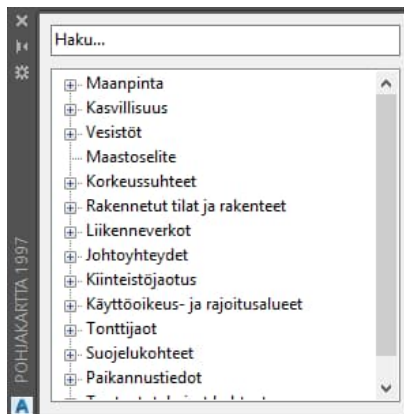 Haku...
Maanpinta
Kasvillisuus
Vesistöt
Maastoselite
Korkeussuhteet
Rakennetut tilat ja rakenteet
Liikenneverkot
Johtoyhteydet
Kiinteistöjaotus
Käyttöoikeus- ja rajoitusalueet
Tonttijaot
Suojelukohteet
Paikannustiedot
POHJAKARTTA 1997
A